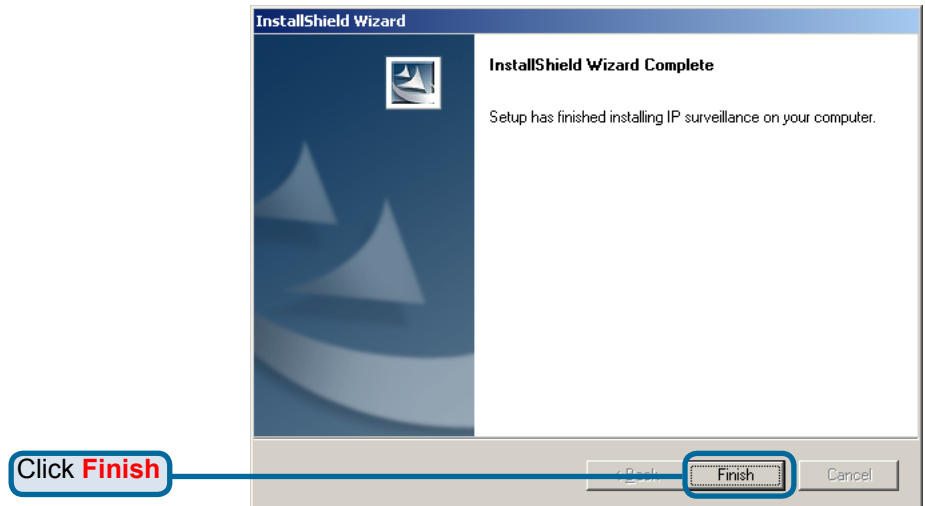 InstallShield Wizard
InstallShield Wizard Complete
Setup has finished installing IP surveillance on your computer.
Click Finish
< Back
Finish
Cancel